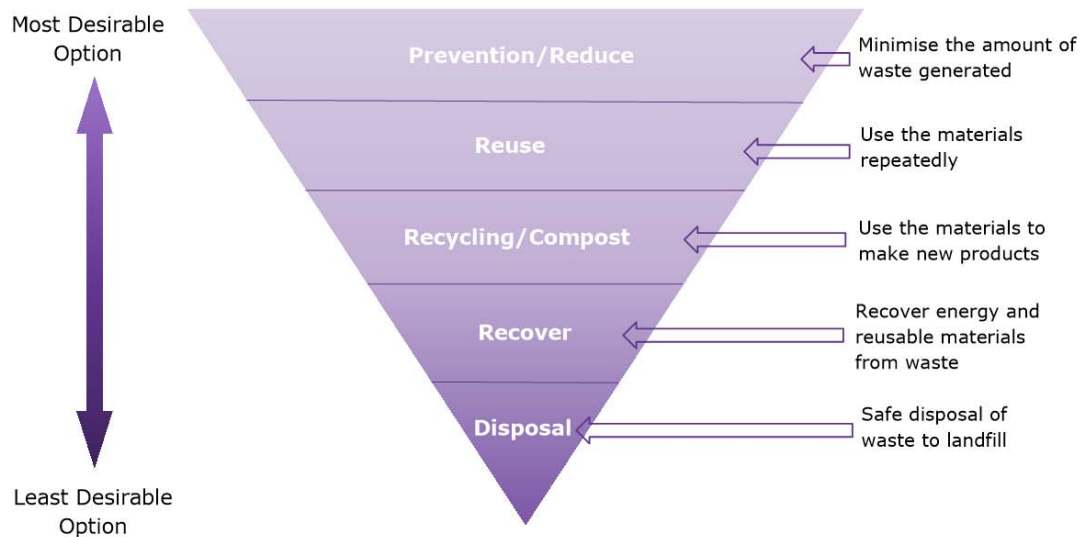 Most Desirable
Option
Prevention/Reduce
Minimise the amount of
waste generated
Reuse
Use the materials
repeatedly
Recycling/Compost
Use the materials to
make new products
Recover
Recover energy and
reusable materials
from waste
Disposal
Safe disposal of
waste to landfill
Least Desirable
Option